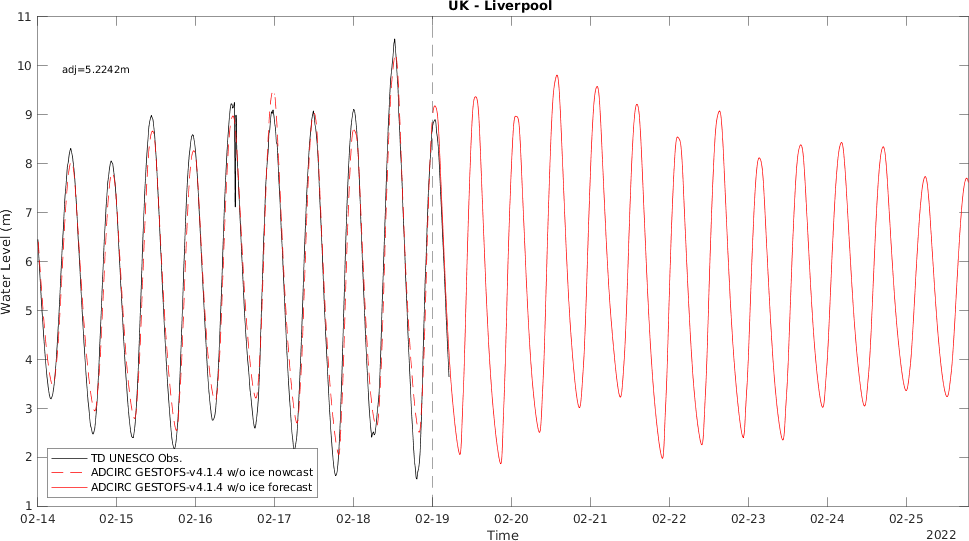 UK - Liverpool
11
10
9
8
7
6
5
4
3
2
1
Water Level (m)
adj=5.2242m
TD UNESCO Obs.
ADCIRC GESTOFS-v4.1.4 w/o ice nowcast
ADCIRC GESTOFS-v4.1.4 w/o ice forecast
02-14 02-15 02-16 02-17 02-18 02-19 02-20 02-21 02-22 02-23 02-24 02-25
Time
2022